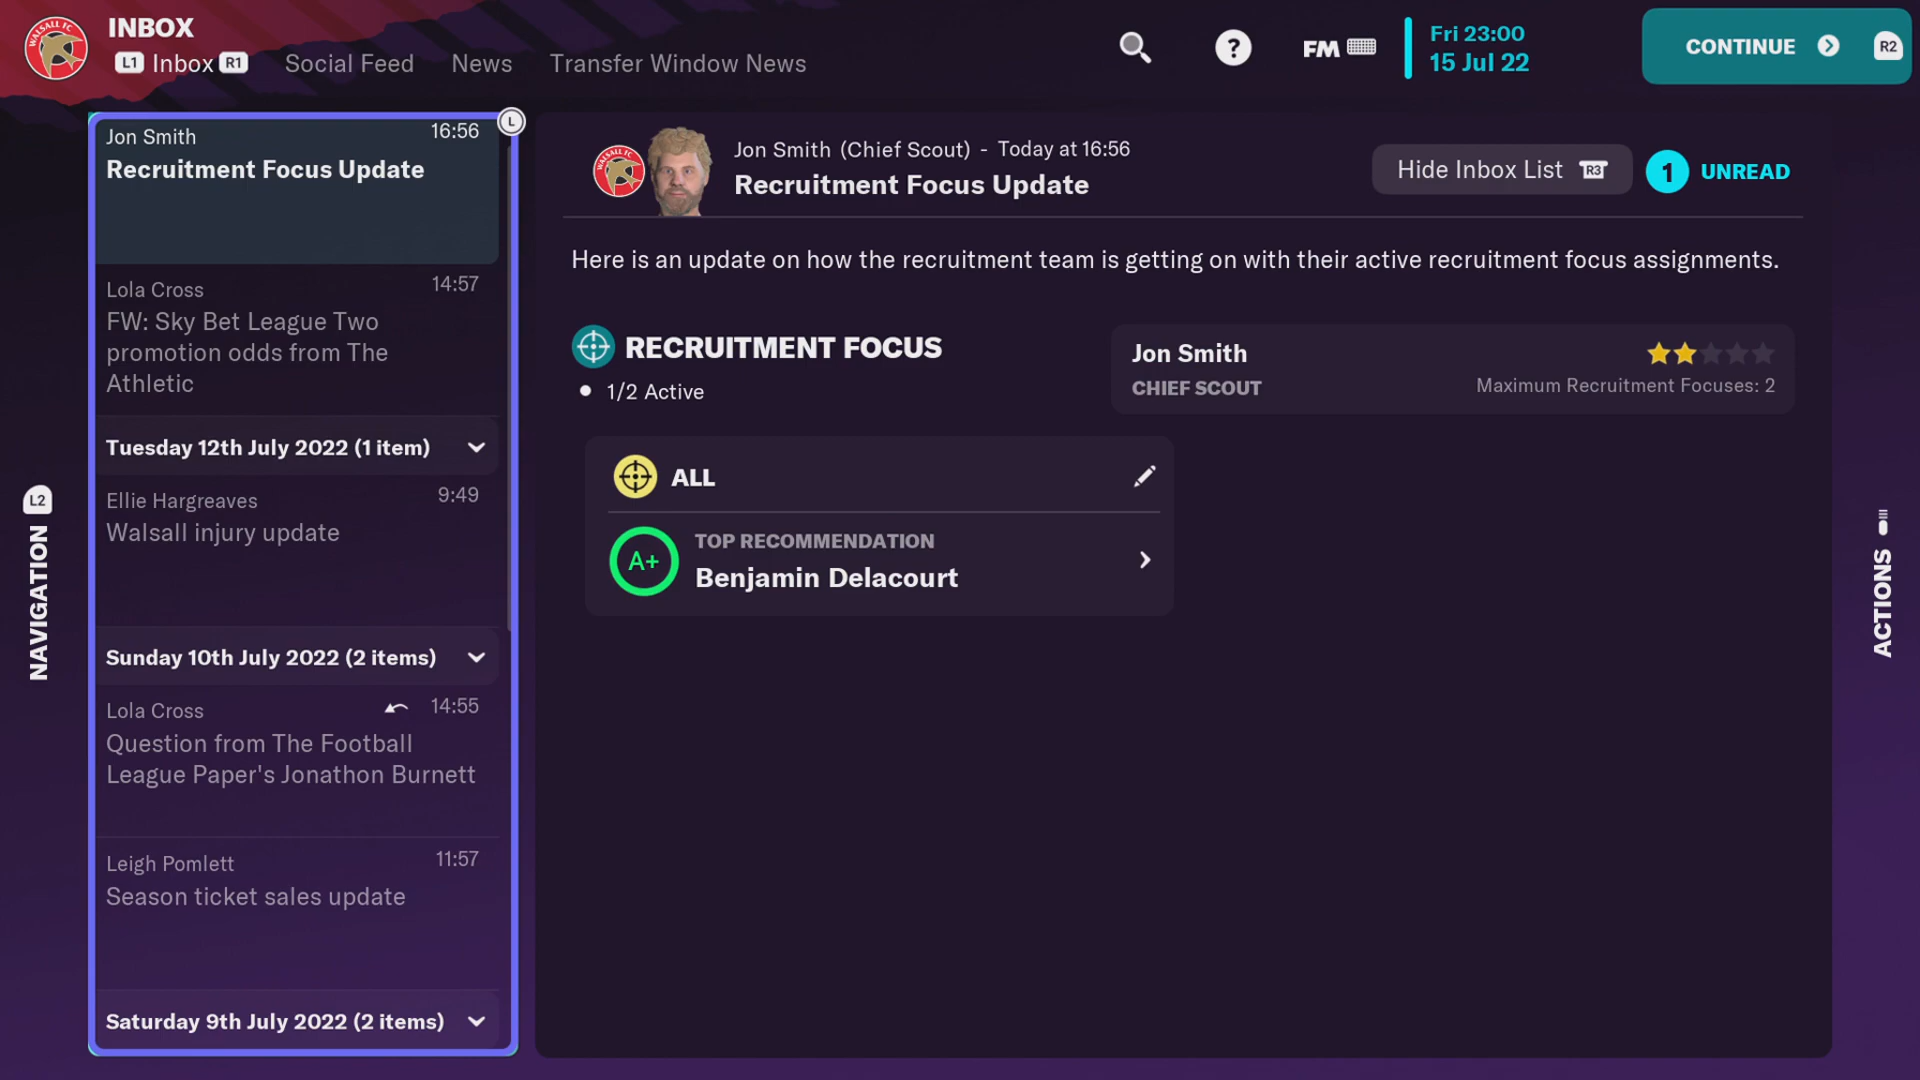 INBOX
L1 Inbox R1 Social Feed News Transfer Window News
? FM
Fri 23:00
15 Jul 22
CONTINUE R2
WALSALL FC
L
Jon Smith 16:56
Recruitment Focus Update
Lola Cross 14:57
FW: Sky Bet League Two
promotion odds from The
Athletic
Tuesday 12th July 2022 (1 item)
Ellie Hargreaves 9:49
Walsall injury update
Sunday 10th July 2022 (2 items)
Lola Cross 14:55
Question from The Football
League Paper's Jonathon Burnett
Leigh Pomlett 11:57
Season ticket sales update
Saturday 9th July 2022 (2 items)
L2
NAVIGATION
WALSALL FC
Jon Smith (Chief Scout) - Today at 16:56
Recruitment Focus Update
Hide Inbox List R3
1 UNREAD
Here is an update on how the recruitment team is getting on with their active recruitment focus assignments.
RECRUITMENT FOCUS
1/2 Active
Jon Smith
CHIEF SCOUT Maximum Recruitment Focuses: 2
ALL
A+
TOP RECOMMENDATION
Benjamin Delacourt
ACTIONS